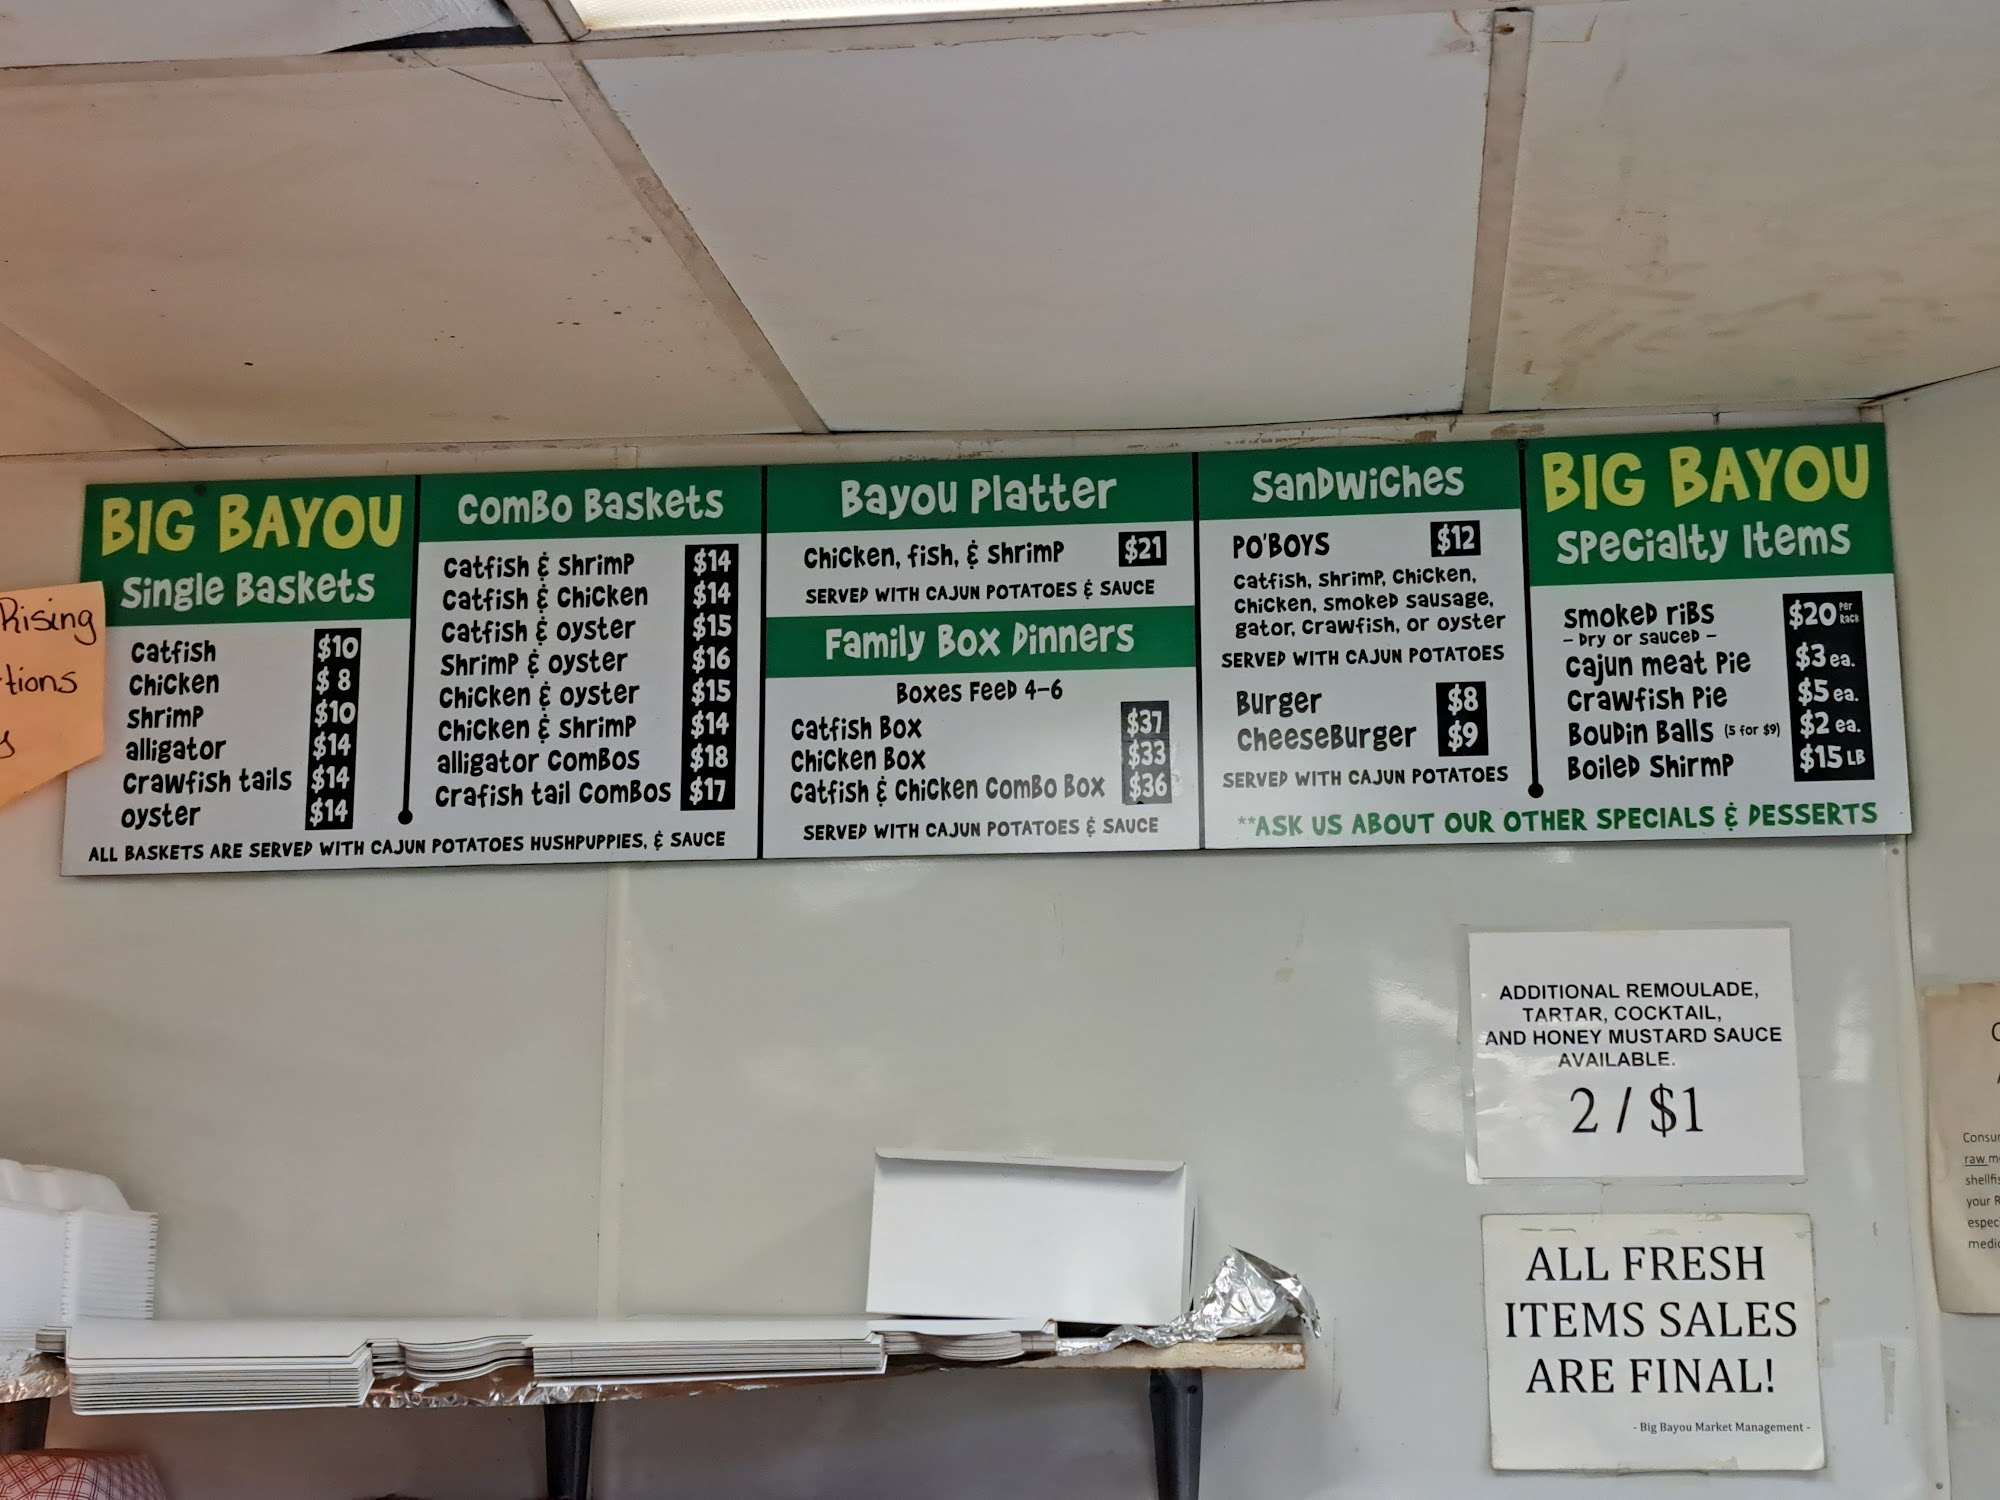 Rising
tions
BIG BAYOU
Single Baskets
Catfish $10
Chicken $8
Shrimp $10
alligator $14
Crawfish tails $14
oyster $14
ComBo Baskets
Catfish & Shrimp $14
Catfish & Chicken $14
Catfish & oyster $15
Shrimp & oyster $16
Chicken & oyster $15
Chicken & Shrimp $14
alligator ComBos $18
Crafish tail ComBos $17
ALL BASKETS ARE SERVED WITH CAJUN POTATOES HUSHPUPPIES, & SAUCE
Bayou Platter
Chicken, fish, & Shrimp $21
SERVED WITH CAJUN POTATOES & SAUCE
Family Box Dinners
Boxes Feed 4-6
Catfish Box $37
Chicken Box $33
Catfish & Chicken ComBo Box $36
SERVED WITH CAJUN POTATOES & SAUCE
Sandwiches
PO'BOYS $12
Catfish, Shrimp, Chicken,
Chicken, smoked sausage,
gator, Crawfish, or oyster
SERVED WITH CAJUN POTATOES
Burger $8
CheeseBurger $9
SERVED WITH CAJUN POTATOES
BIG BAYOU
Specialty Items
Smoked riBs $20 Per Rack
- Dry or sauced -
Cajun meat Pie $3 ea.
Crawfish Pie $5 ea.
Boudin Balls (5 for $9) $2 ea.
Boiled Shirmp $15 LB
**ASK US ABOUT OUR OTHER SPECIALS & DESSERTS
ADDITIONAL REMOULADE,
TARTAR, COCKTAIL,
AND HONEY MUSTARD SAUCE
AVAILABLE.
2 / $1
ALL FRESH
ITEMS SALES
ARE FINAL!
- Big Bayou Market Management -
Consu
raw m
shellfis
your R
espec
medic